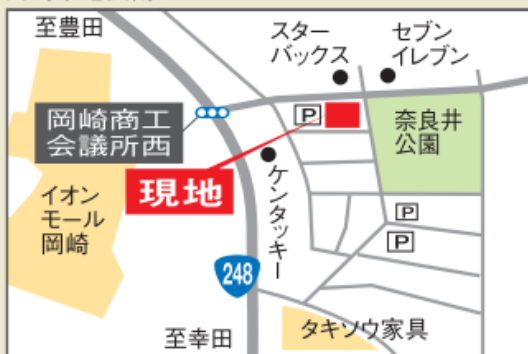 至豊田
スター
バックス
セブン
イレブン
岡崎商工
会議所西
P
奈良井
公園
現地
イオン
モール
岡崎
ケンタッキー
P
P
248
至幸田
タキソウ家具